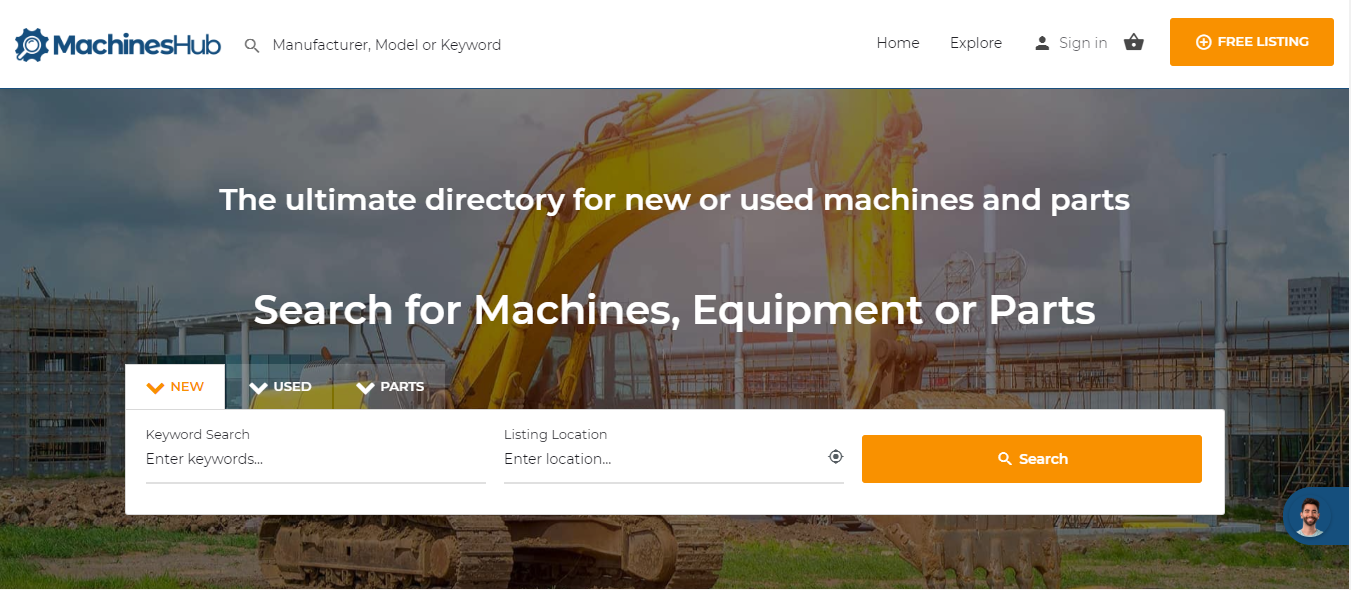 MachinesHub
Manufacturer, Model or Keyword
Home
Explore
Sign in
FREE LISTING
The ultimate directory for new or used machines and parts
Search for Machines, Equipment or Parts
NEW
USED
PARTS
Keyword Search
Enter keywords...
Listing Location
Enter location...
Search